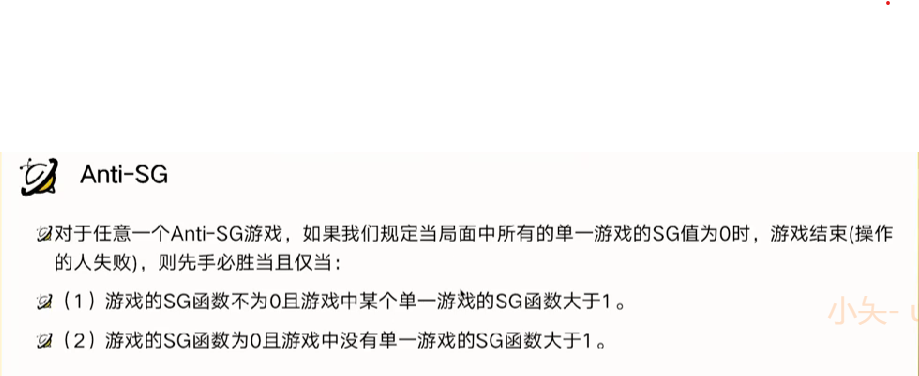 Anti-SG
对于任意一个Anti-SG游戏，如果我们规定当局面中所有的单一游戏的SG值为0时，游戏结束(操作
的人失败)，则先手必胜当且仅当：
（1）游戏的SG函数不为0且游戏中某个单一游戏的SG函数大于1。
（2）游戏的SG函数为0且游戏中没有单一游戏的SG函数大于1。
小矢- u